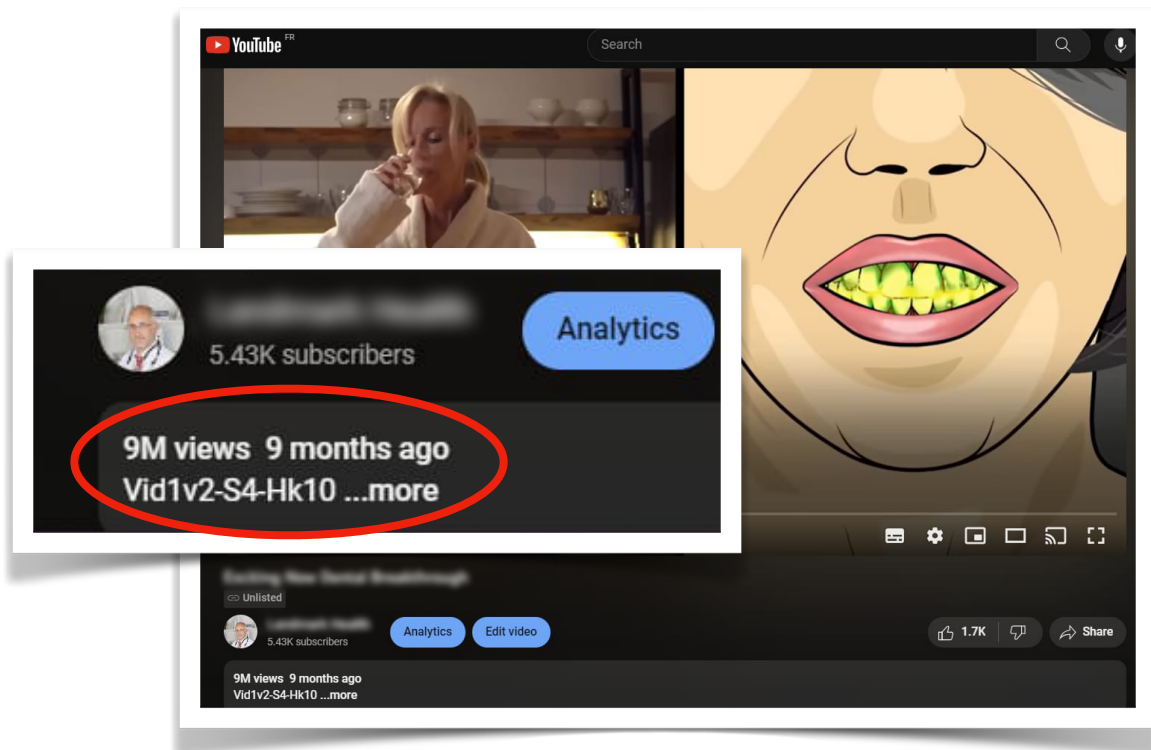 YouTube FR
Search
5.43K subscribers
Analytics
9M views 9 months ago
Vid1v2-S4-Hk10 ...more
Unlisted
5.43K subscribers
Analytics
Edit video
1.7K
Share
9M views 9 months ago
Vid1v2-S4-Hk10 ...more